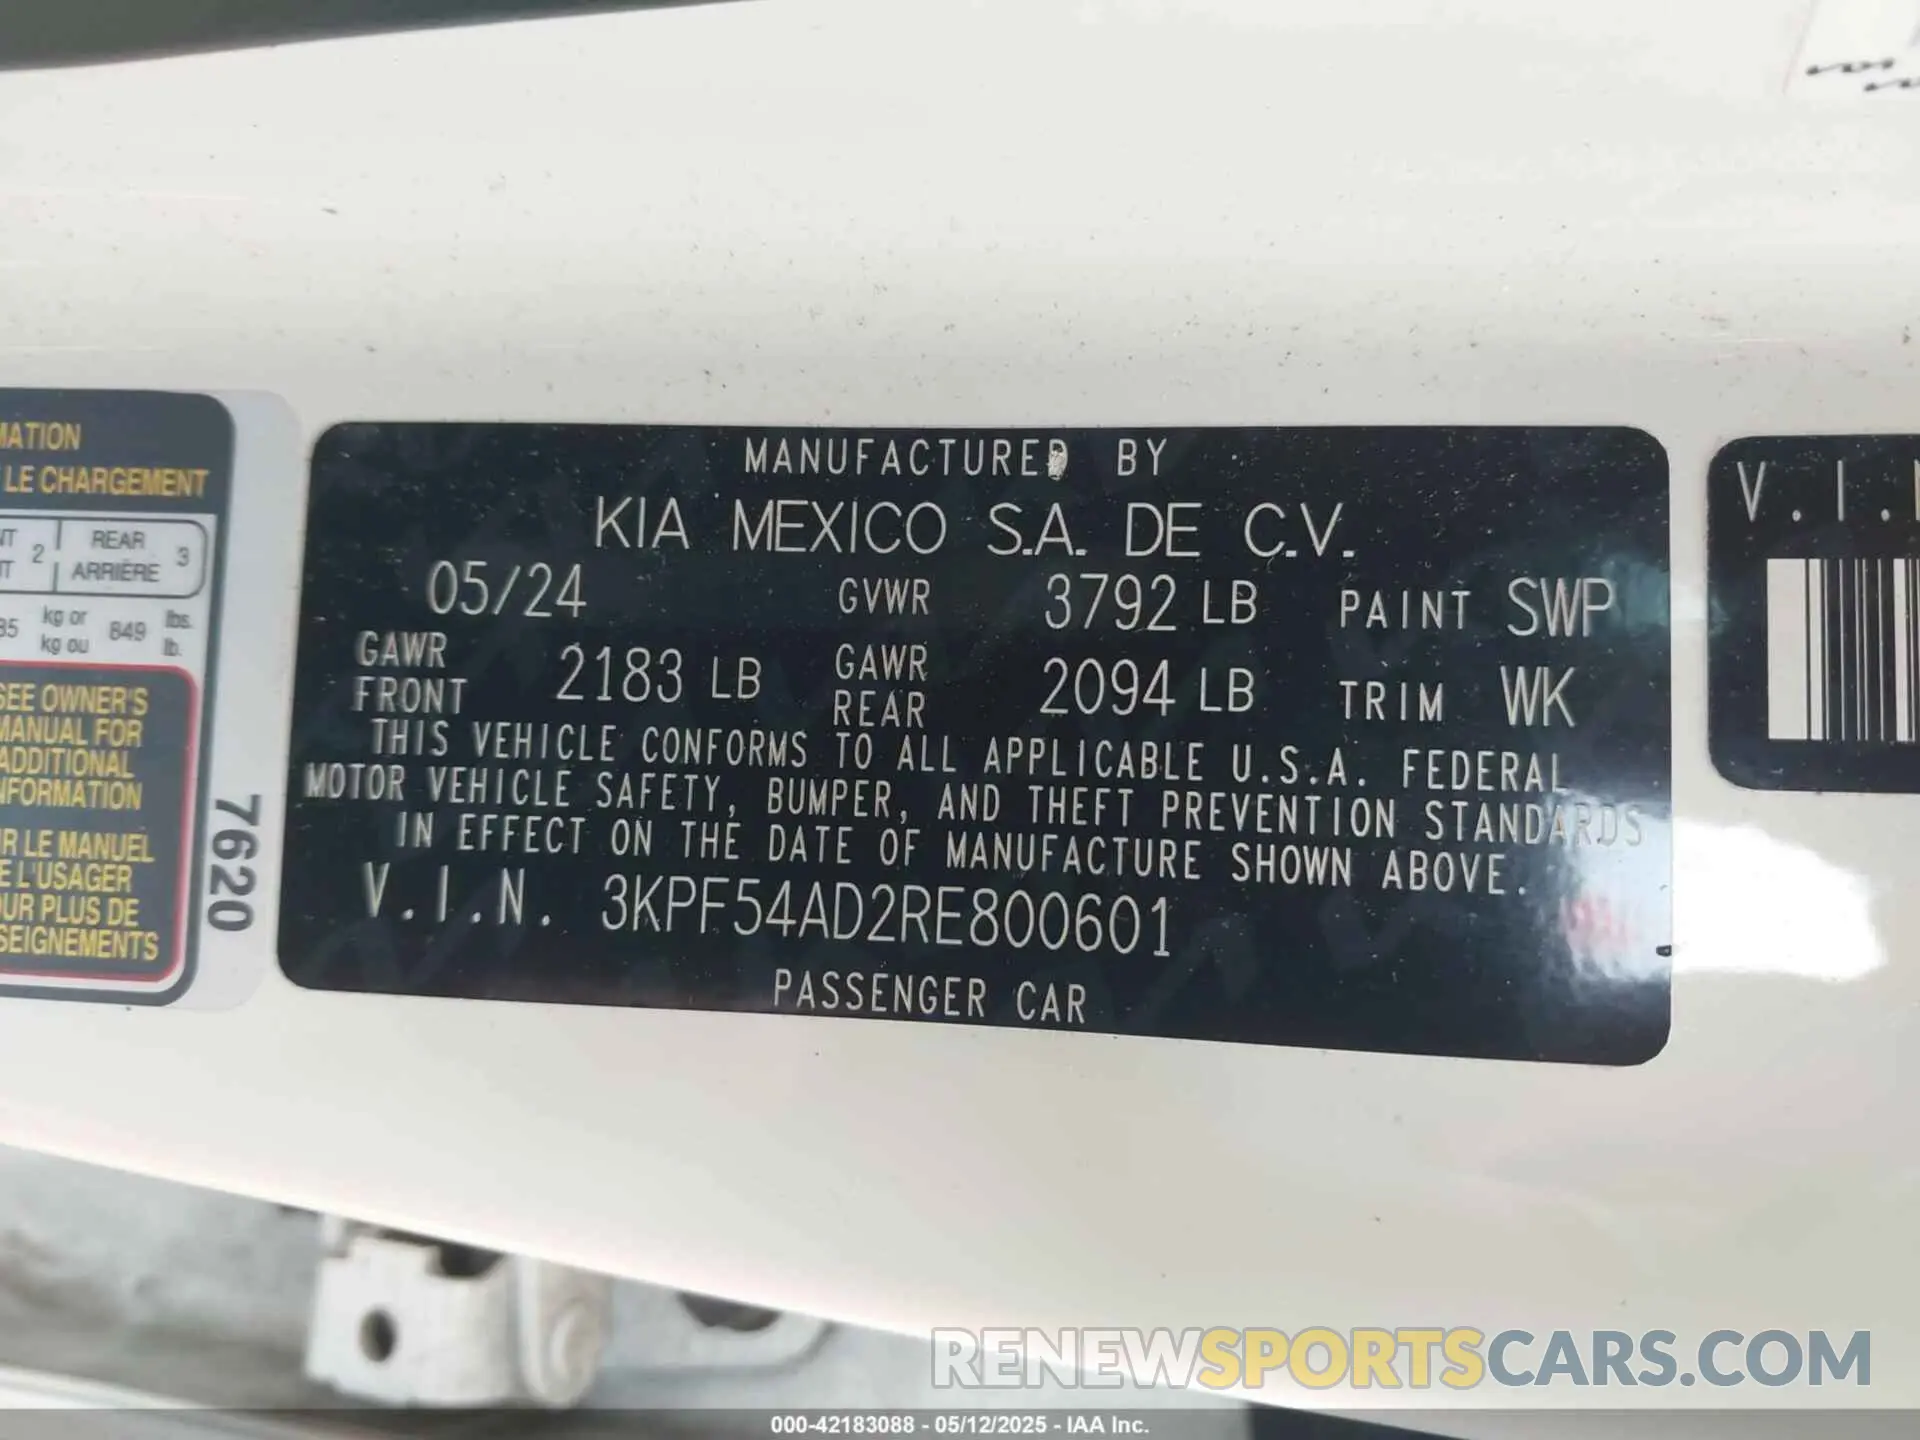 MATION
LE CHARGEMENT
2 REAR 3
ARRIÈRE
kg or 849 lbs.
kg ou lb.
SEE OWNER'S
MANUAL FOR
ADDITIONAL
INFORMATION
LE MANUEL
L'USAGER
PLUS DE
SEIGNEMENTS
7620
MANUFACTURED BY
KIA MEXICO S.A. DE C.V.
05/24 GVWR 3792 LB PAINT SWP
GAWR FRONT 2183 LB GAWR REAR 2094 LB TRIM WK
THIS VEHICLE CONFORMS TO ALL APPLICABLE U.S.A. FEDERAL
MOTOR VEHICLE SAFETY, BUMPER, AND THEFT PREVENTION STANDARDS
IN EFFECT ON THE DATE OF MANUFACTURE SHOWN ABOVE.
V.I.N. 3KPF54AD2RE800601
PASSENGER CAR
V.I.
RENEWSPORTSCARS.COM
000-42183088 - 05/12/2025 - IAA Inc.